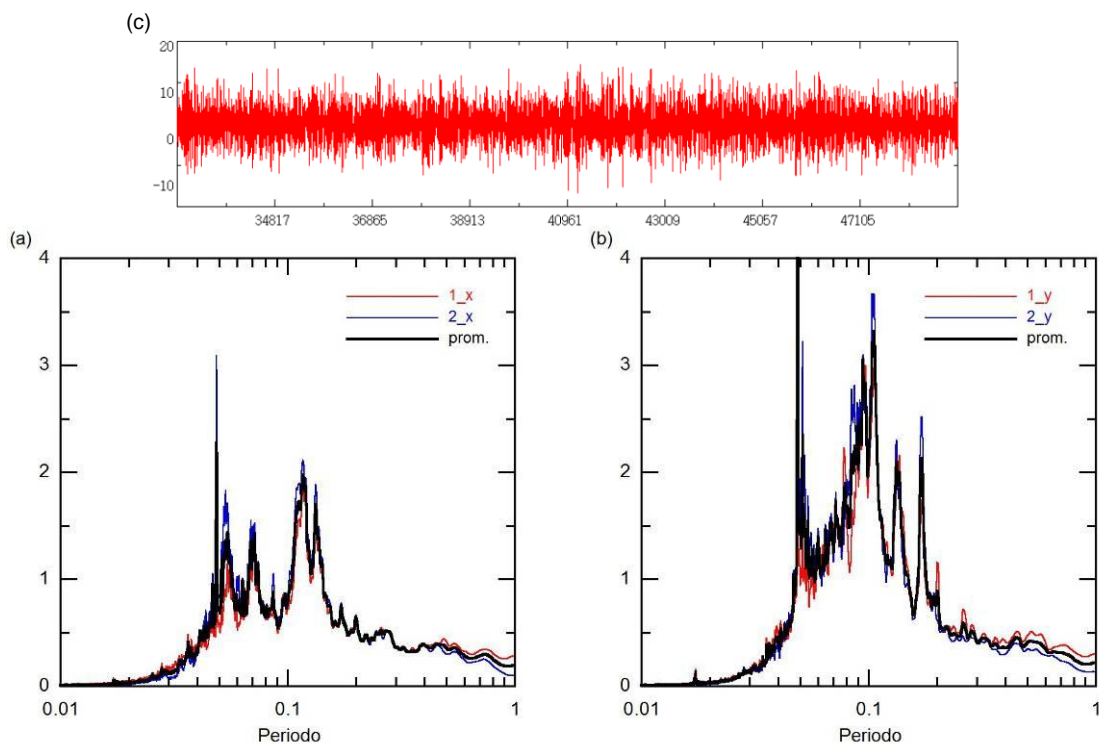 (c)
20
10
0
−10
34817 36865 38913 40961 43009 45057 47105
(a)
4
3
2
1
0
1_x
2_x
prom.
0.01 0.1 1
Periodo
(b)
4
3
2
1
0
1_y
2_y
prom.
0.01 0.1 1
Periodo